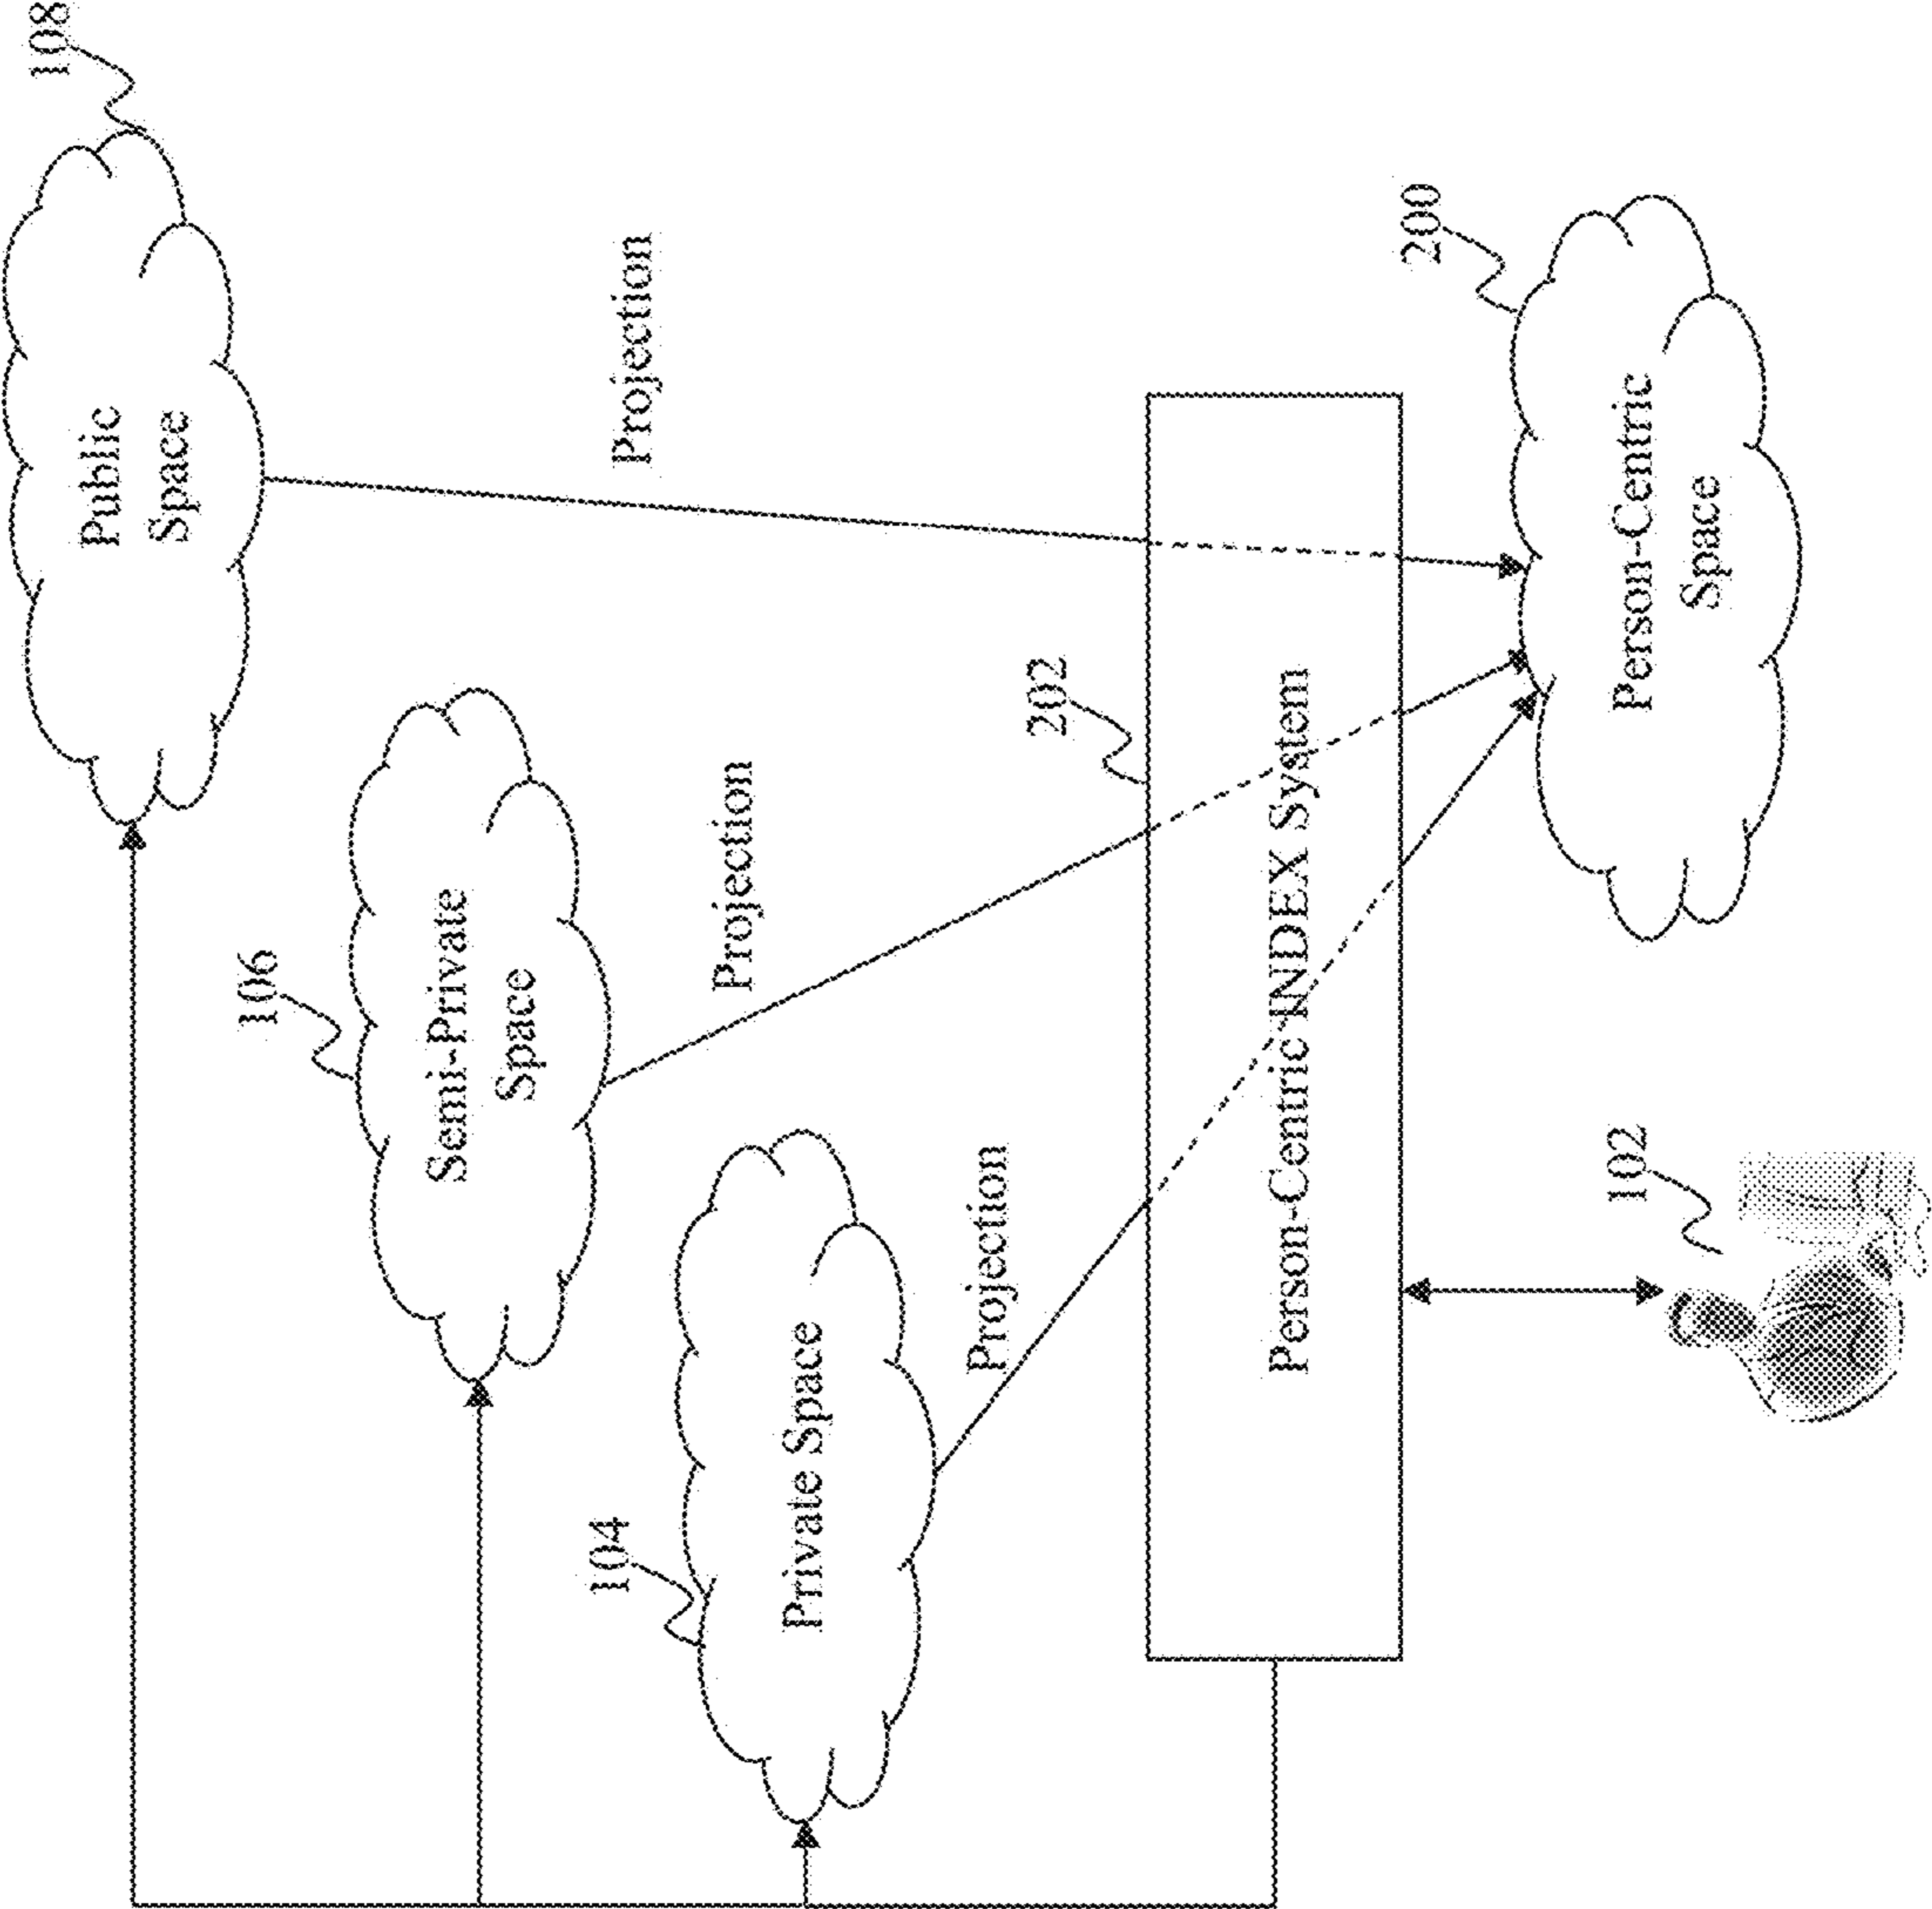 108
Public
Space
Projection
106
Semi-Private
Space
Projection
104
Private Space
Projection
202
Person-Centric INDEX System
200
Person-Centric
Space
102